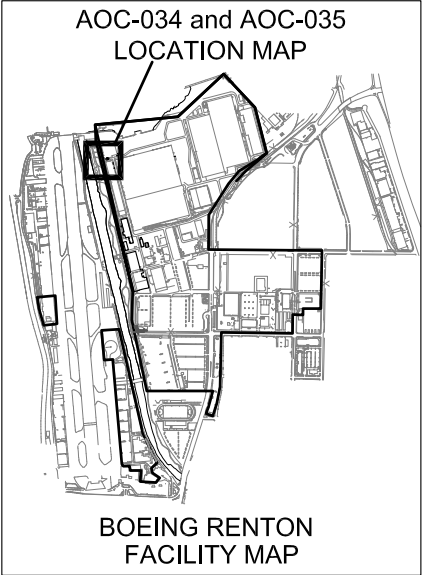 AOC-034 and AOC-035
LOCATION MAP
BOEING RENTON
FACILITY MAP